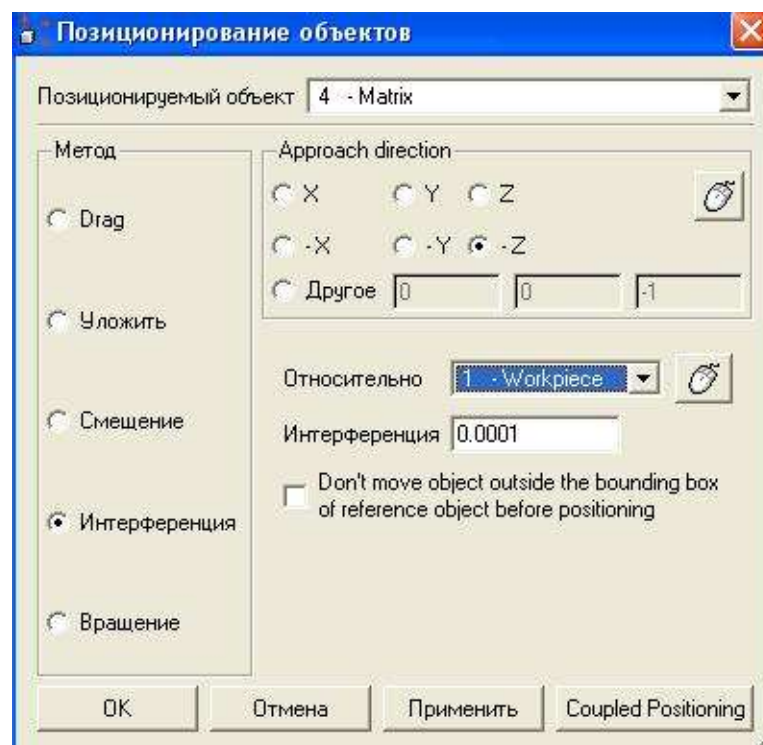 Позиционирование объектов
Позиционируемый объект 4 - Matrix
Метод
Drag
Уложить
Смещение
Интерференция
Вращение
Approach direction
X Y Z
-X -Y -Z
Другое 0 0 -1
Относительно 1 - Workpiece
Интерференция 0.0001
Don't move object outside the bounding box
of reference object before positioning
OK Отмена Применить Coupled Positioning